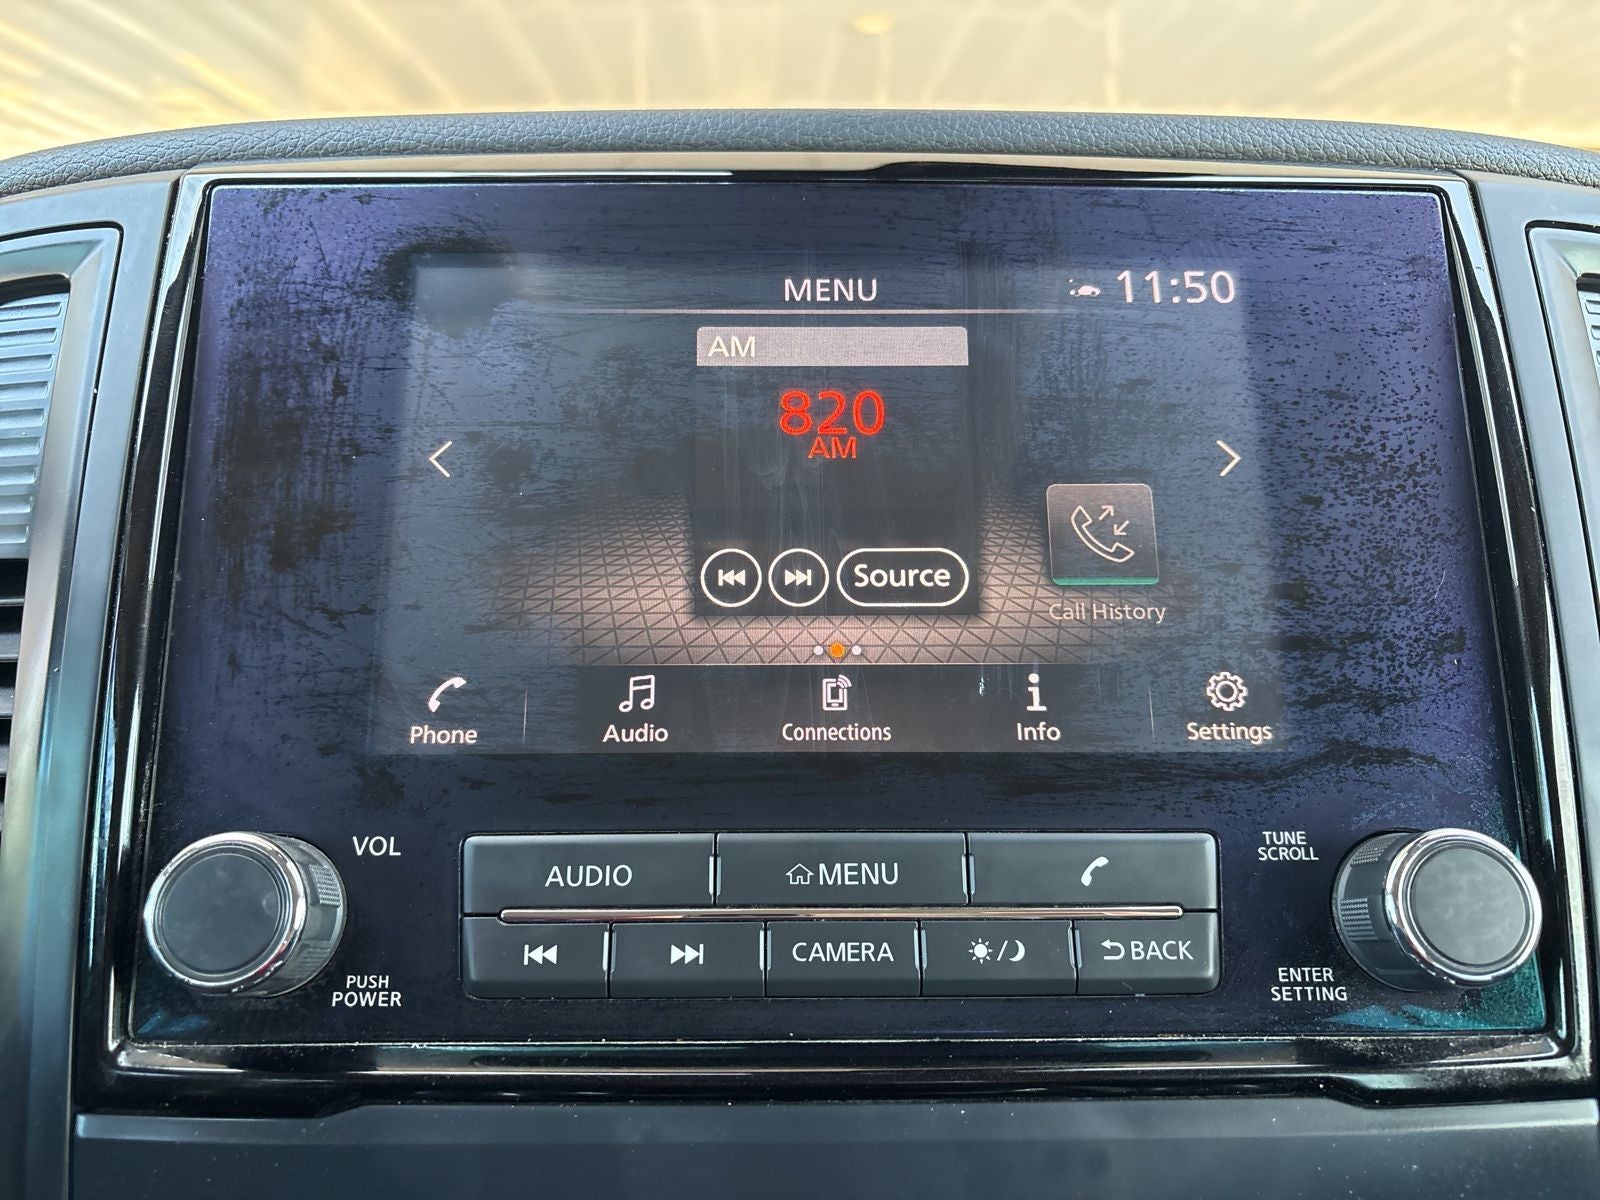 MENU
11:50
AM
820
AM
Source
Call History
Phone
Audio
Connections
Info
Settings
VOL
AUDIO
MENU
TUNE
SCROLL
PUSH
POWER
CAMERA
BACK
ENTER
SETTING